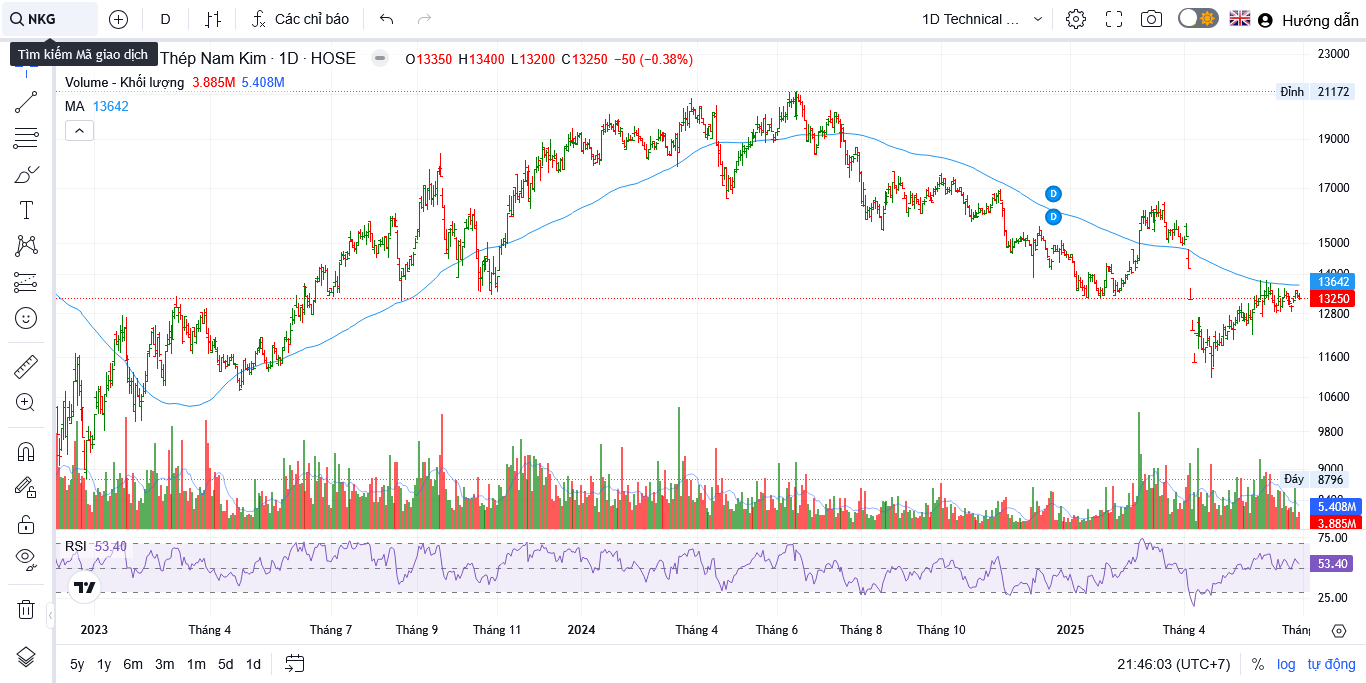 NKG D Các chỉ báo 1D Technical ... Hướng dẫn
Tìm kiếm Mã giao dịch
Thép Nam Kim · 1D · HOSE O13350 H13400 L13200 C13250 −50 (−0.38%)
Volume - Khối lượng 3.885M 5.408M
MA 13642
23000
Đỉnh 21172
19000
17000
D
D
15000
14000
13642
13250
12800
11600
10600
9800
9000
Đáy 8796
5.408M
3.885M
RSI 53.40
75.00
53.40
25.00
2023 Tháng 4 Tháng 7 Tháng 9 Tháng 11 2024 Tháng 4 Tháng 6 Tháng 8 Tháng 10 2025 Tháng 4
5y 1y 6m 3m 1m 5d 1d 21:46:03 (UTC+7) % log tự động